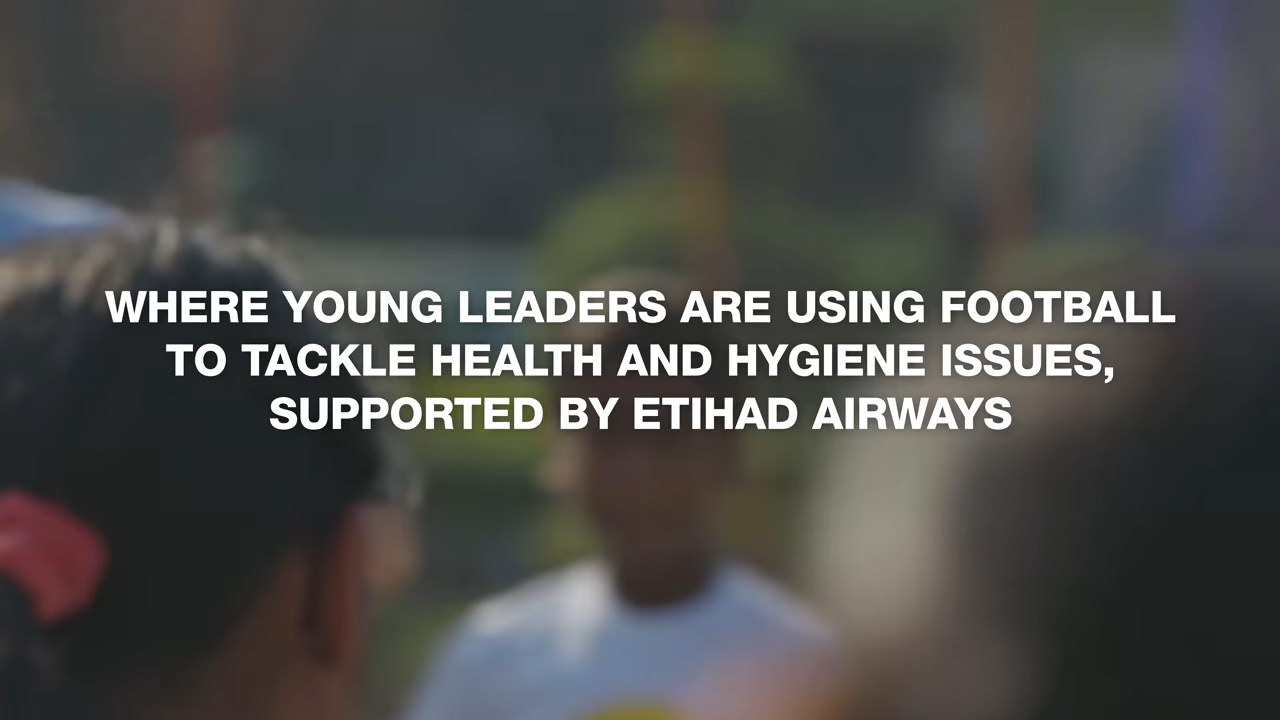 WHERE YOUNG LEADERS ARE USING FOOTBALL
TO TACKLE HEALTH AND HYGIENE ISSUES,
SUPPORTED BY ETIHAD AIRWAYS